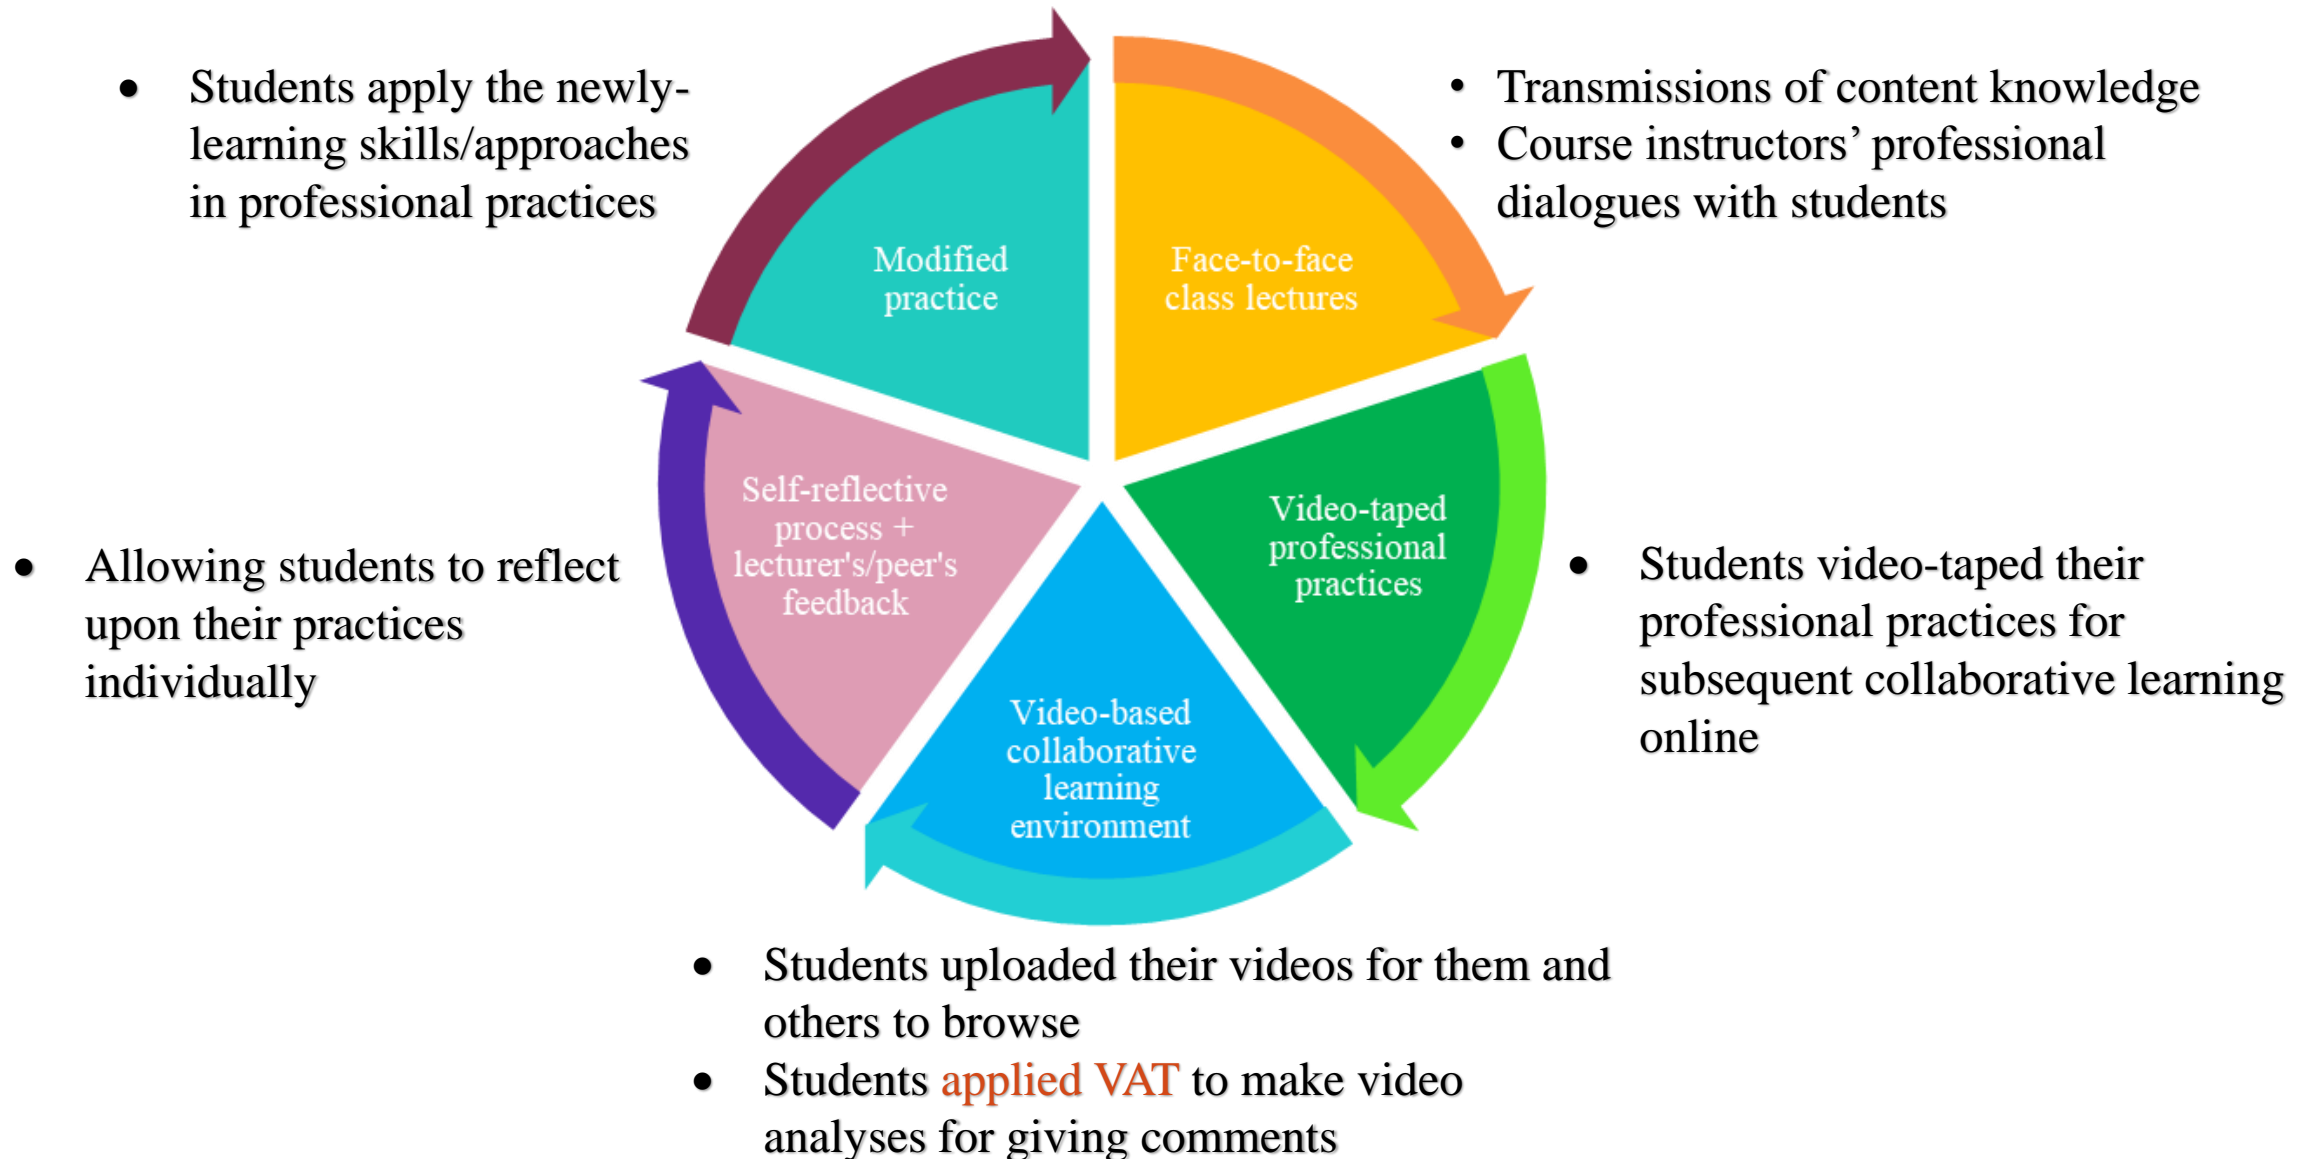 • Students apply the newly-
learning skills/approaches
in professional practices
• Transmissions of content knowledge
• Course instructors’ professional
dialogues with students
Modified
practice
Face-to-face
class lectures
Self-reflective
process +
lecturer's/peer's
feedback
Video-taped
professional
practices
• Allowing students to reflect
upon their practices
individually
• Students video-taped their
professional practices for
subsequent collaborative learning
online
Video-based
collaborative
learning
environment
• Students uploaded their videos for them and
others to browse
• Students applied VAT to make video
analyses for giving comments